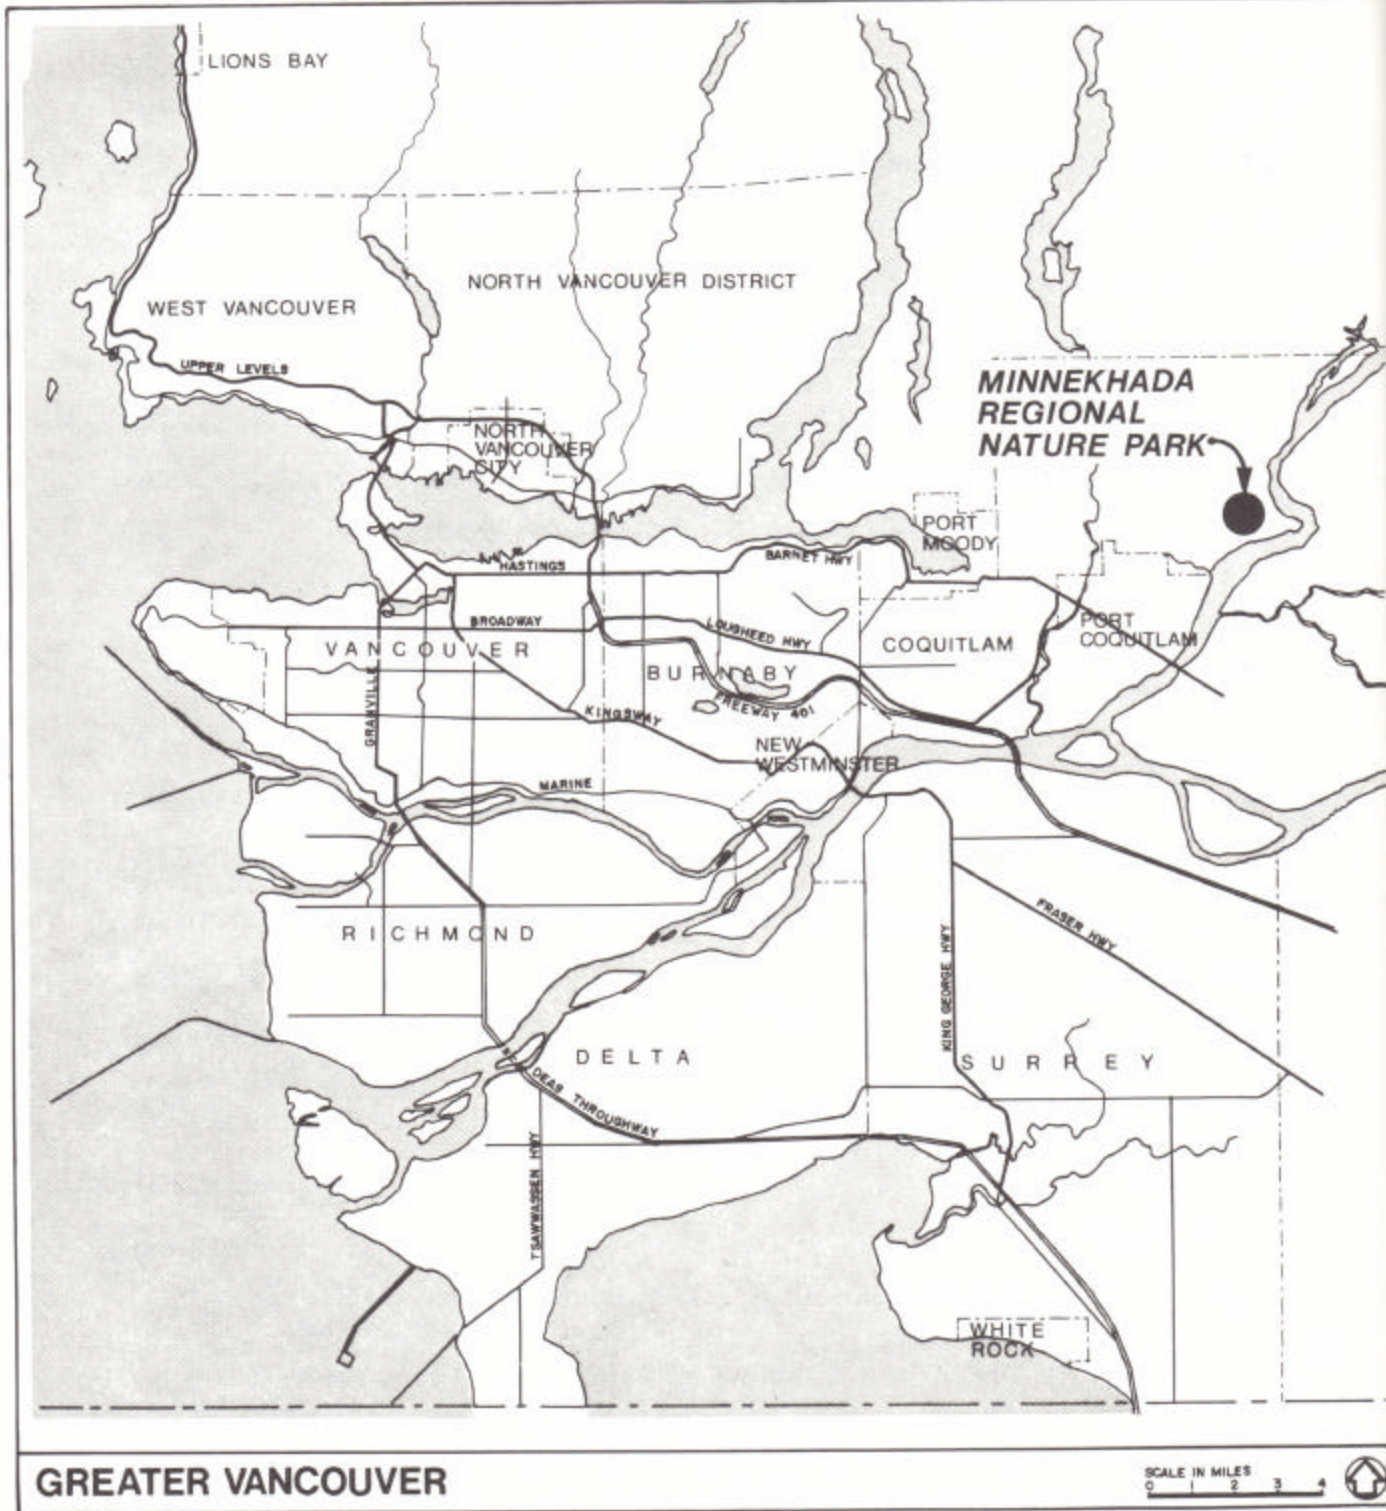 LIONS BAY
NORTH VANCOUVER DISTRICT
WEST VANCOUVER
UPPER LEVELS
MINNEKHADA
REGIONAL
NATURE PARK
NORTH
VANCOUVER
CITY
PORT
MOODY
BARNET HWY
HASTINGS
BROADWAY
LOUGHEED HWY
PORT
COQUITLAM
COQUITLAM
VANCOUVER
BURNABY
GRANVILLE
KINGSWAY
FREEWAY 401
NEW
WESTMINSTER
MARINE
RICHMOND
FRASER HWY
KING GEORGE HWY
DELTA
SURREY
DEAS THROUGHWAY
TSAWWASSEN HWY
WHITE
ROCK
GREATER VANCOUVER
SCALE IN MILES
0 1 2 3 4